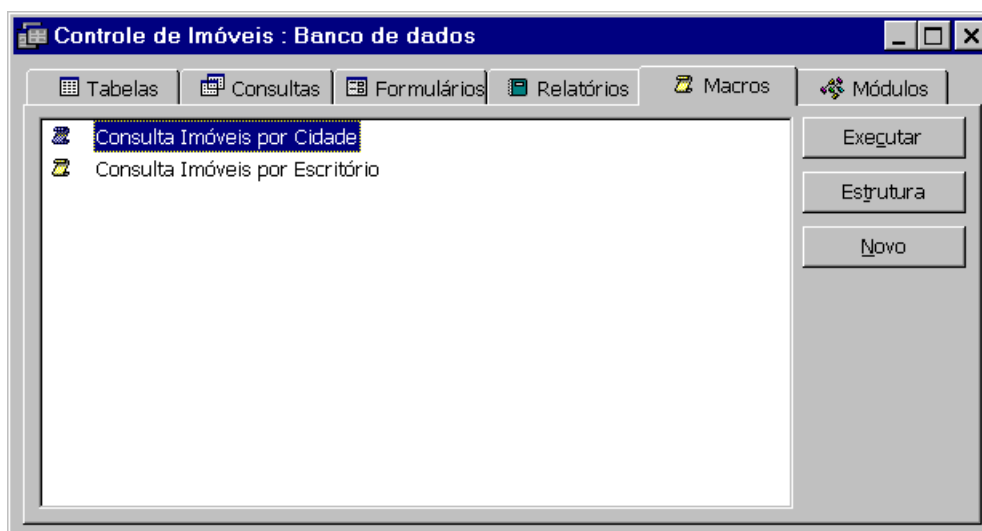 Controle de Imóveis : Banco de dados
Tabelas Consultas Formulários Relatórios Macros Módulos
Consulta Imóveis por Cidade
Consulta Imóveis por Escritório
Executar
Estrutura
Novo